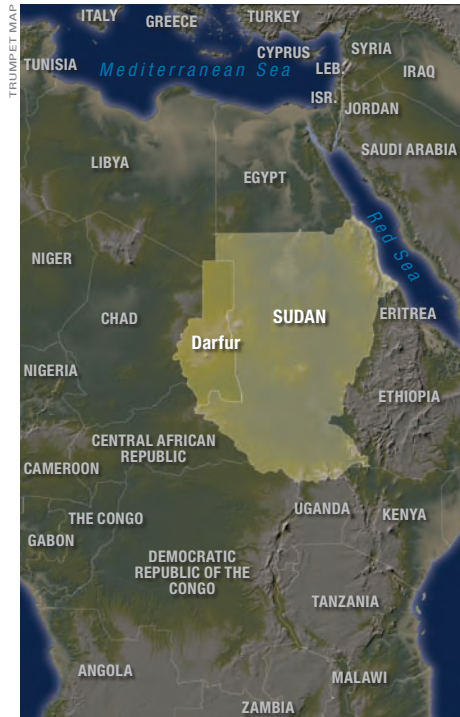 TRUMPET MAP
ITALY
GREECE
TURKEY
CYPRUS
SYRIA
TUNISIA
Mediterranean Sea
LEB.
IRAQ
ISR.
JORDAN
SAUDI ARABIA
LIBYA
EGYPT
Red Sea
NIGER
CHAD
SUDAN
ERITREA
Darfur
NIGERIA
ETHIOPIA
CENTRAL AFRICAN
REPUBLIC
CAMEROON
UGANDA
KENYA
THE CONGO
GABON
DEMOCRATIC
REPUBLIC OF THE
CONGO
TANZANIA
ANGOLA
MALAWI
ZAMBIA